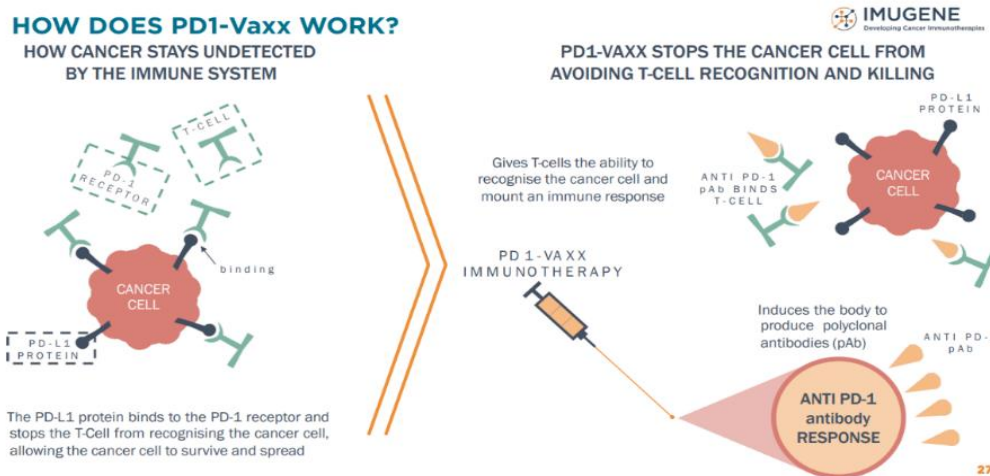 HOW DOES PD1-Vaxx WORK?
HOW CANCER STAYS UNDETECTED
BY THE IMMUNE SYSTEM
T-CELL
PD-1
RECEPTOR
binding
CANCER
CELL
PD-L1
PROTEIN
The PD-L1 protein binds to the PD-1 receptor and
stops the T-Cell from recognising the cancer cell,
allowing the cancer cell to survive and spread
IMUGENE
Developing Cancer Immunotherapies
PD1-VAXX STOPS THE CANCER CELL FROM
AVOIDING T-CELL RECOGNITION AND KILLING
PD-L1
PROTEIN
Gives T-cells the ability to
recognise the cancer cell and
mount an immune response
ANTI PD-1
pAb BINDS
T-CELL
CANCER
CELL
PD1-VAXX
IMMUNOTHERAPY
Induces the body to
produce polyclonal
antibodies (pAb)
ANTI PD-
pAb
ANTI PD-1
antibody
RESPONSE
27